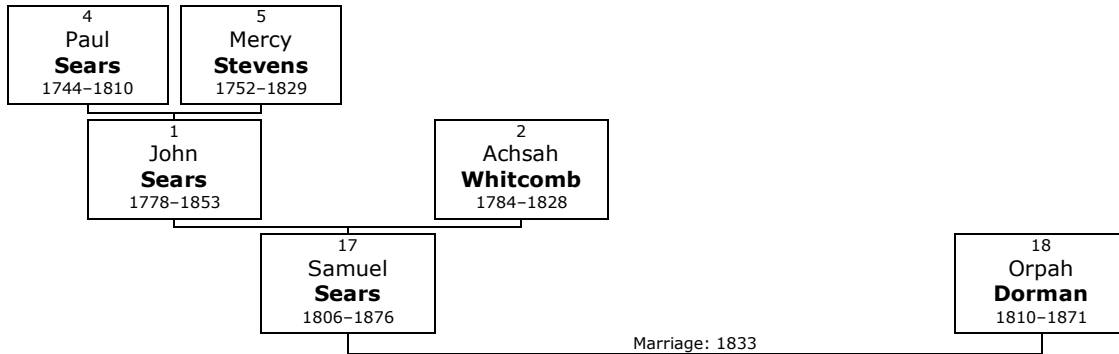 4
Paul
Sears
1744–1810
5
Mercy
Stevens
1752–1829
1
John
Sears
1778–1853
2
Achsah
Whitcomb
1784–1828
17
Samuel
Sears
1806–1876
18
Orpah
Dorman
1810–1871
Marriage: 1833